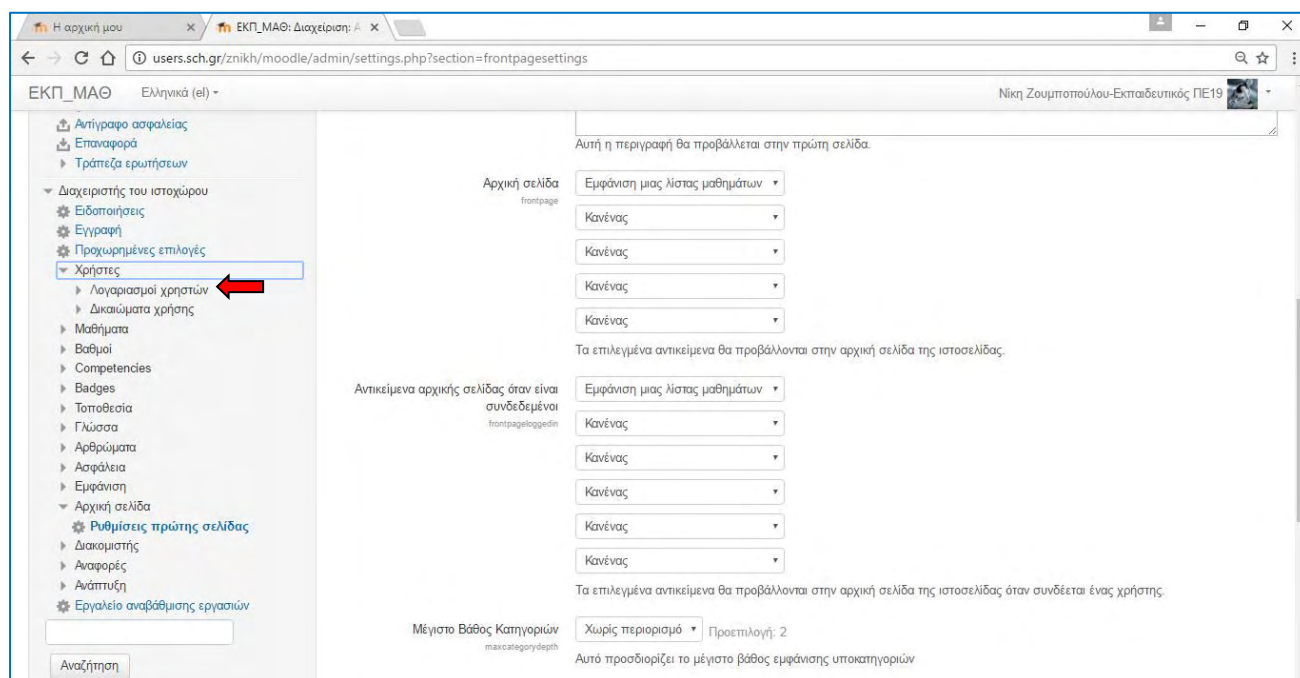 Η αρχική μου
ΕΚΠ_ΜΑΘ: Διαχείριση: Α
users.sch.gr/znikh/moodle/admin/settings.php?section=frontpagesettings
ΕΚΠ_ΜΑΘ Ελληνικά (el)
Νίκη Ζουμποπούλου-Εκπαιδευτικός ΠΕ19
Αντίγραφο ασφαλείας
Επαναφορά
Τράπεζα ερωτήσεων
Διαχειριστής του ιστοχώρου
Ειδοποιήσεις
Εγγραφή
Προχωρημένες επιλογές
Χρήστες
Λογαριασμοί χρηστών
Δικαιώματα χρήσης
Μαθήματα
Βαθμοί
Competencies
Badges
Τοποθεσία
Γλώσσα
Αρθρώματα
Ασφάλεια
Εμφάνιση
Αρχική σελίδα
Ρυθμίσεις πρώτης σελίδας
Διακομιστής
Αναφορές
Ανάπτυξη
Εργαλείο αναβάθμισης εργασιών
Αναζήτηση
Αυτή η περιγραφή θα προβάλλεται στην πρώτη σελίδα.
Αρχική σελίδα
frontpage
Εμφάνιση μιας λίστας μαθημάτων
Κανένας
Κανένας
Κανένας
Κανένας
Τα επιλεγμένα αντικείμενα θα προβάλλονται στην αρχική σελίδα της ιστοσελίδας.
Αντικείμενα αρχικής σελίδας όταν είναι
συνδεδεμένοι
frontpageloggedin
Εμφάνιση μιας λίστας μαθημάτων
Κανένας
Κανένας
Κανένας
Κανένας
Κανένας
Τα επιλεγμένα αντικείμενα θα προβάλλονται στην αρχική σελίδα της ιστοσελίδας όταν συνδέεται ένας χρήστης.
Μέγιστο Βάθος Κατηγοριών
maxcategorydepth
Χωρίς περιορισμό Προεπιλογή: 2
Αυτό προσδιορίζει το μέγιστο βάθος εμφάνισης υποκατηγοριών